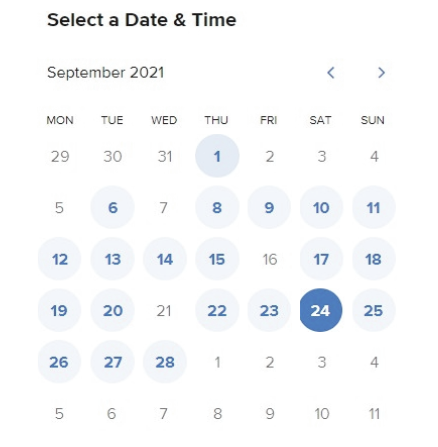 Select a Date & Time
September 2021
MON TUE WED THU FRI SAT SUN
29 30 31 1 2 3 4
5 6 7 8 9 10 11
12 13 14 15 16 17 18
19 20 21 22 23 24 25
26 27 28 1 2 3 4
5 6 7 8 9 10 11